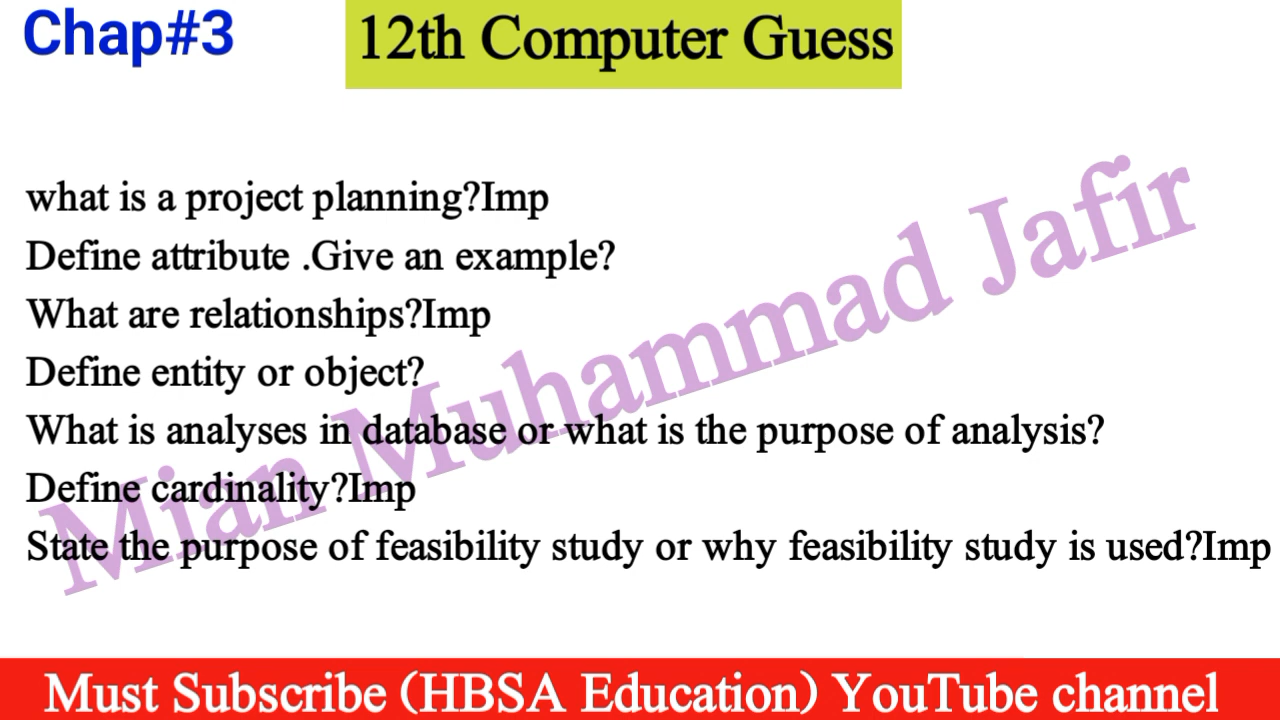 Chap#3
12th Computer Guess
what is a project planning?Imp
Define attribute .Give an example?
What are relationships?Imp
Define entity or object?
What is analyses in database or what is the purpose of analysis?
Define cardinality?Imp
State the purpose of feasibility study or why feasibility study is used?Imp
Mian Muhammad Jafir
Must Subscribe (HBSA Education) YouTube channel